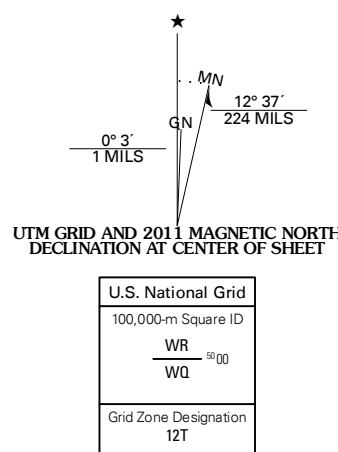 ★
MN
GN
12° 37´
224 MILS
0° 3´
1 MILS
UTM GRID AND 2011 MAGNETIC NORTH
DECLINATION AT CENTER OF SHEET
U.S. National Grid
100,000-m Square ID
WR
5000
WQ
Grid Zone Designation
12T